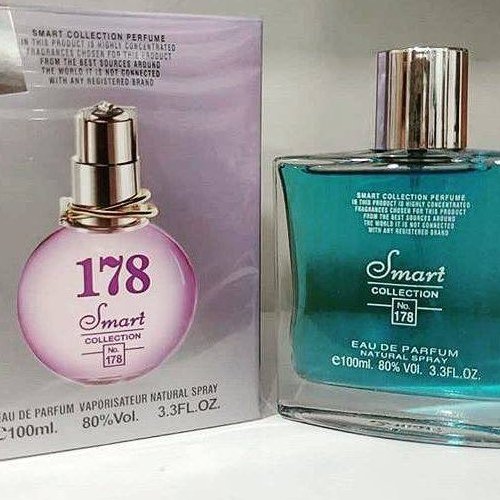 SMART COLLECTION PERFUME
IN THIS PRODUCT IS HIGHLY CONCENTRATED
FRAGRANCES CHOSEN FOR THIS PRODUCT
FROM THE BEST SOURCES AROUND
THE WORLD IT IS NOT CONNECTED
WITH ANY REGISTERED BRAND
178
Smart
COLLECTION
No.
178
EAU DE PARFUM VAPORISATEUR NATURAL SPRAY
℮100ml. 80%Vol. 3.3FL.OZ.
SMART COLLECTION PERFUME
IN THIS PRODUCT IS HIGHLY CONCENTRATED
FRAGRANCES CHOSEN FOR THIS PRODUCT
FROM THE BEST SOURCES AROUND
THE WORLD IT IS NOT CONNECTED
WITH ANY REGISTERED BRAND
Smart
COLLECTION
No.
178
EAU DE PARFUM
NATURAL SPRAY
℮100ml. 80% Vol. 3.3FL.OZ.